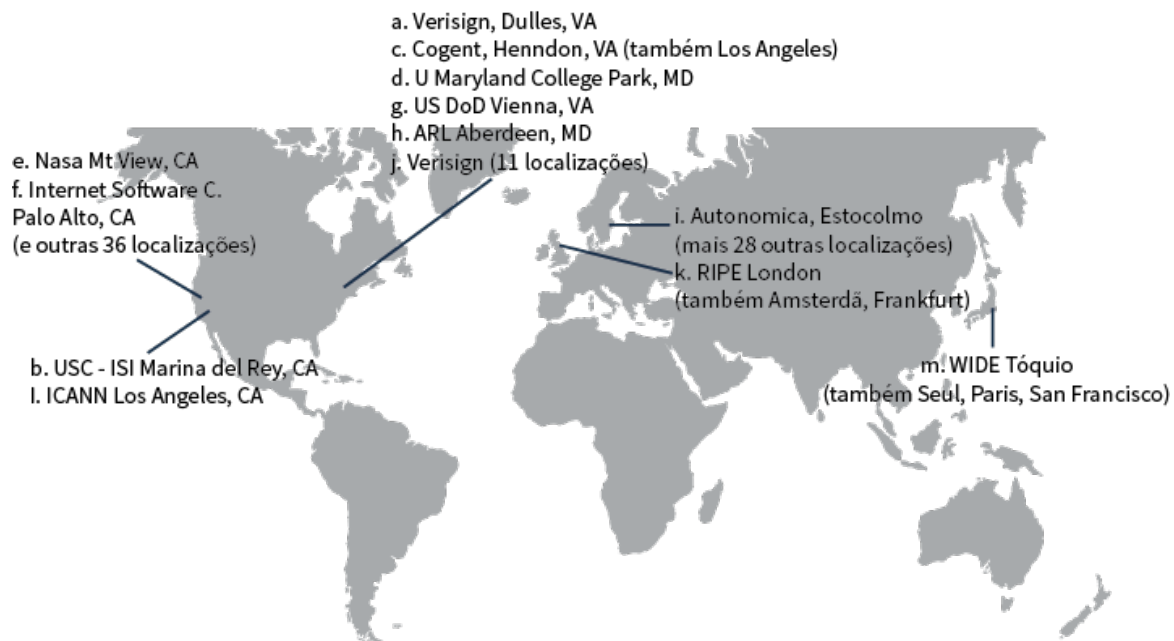 a. Verisign, Dulles, VA
c. Cogent, Henndon, VA (também Los Angeles)
d. U Maryland College Park, MD
g. US DoD Vienna, VA
h. ARL Aberdeen, MD
j. Verisign (11 localizações)
e. Nasa Mt View, CA
f. Internet Software C.
Palo Alto, CA
(e outras 36 localizações)
i. Autonomica, Estocolmo
(mais 28 outras localizações)
k. RIPE London
(também Amsterdã, Frankfurt)
b. USC - ISI Marina del Rey, CA
l. ICANN Los Angeles, CA
m. WIDE Tóquio
(também Seul, Paris, San Francisco)